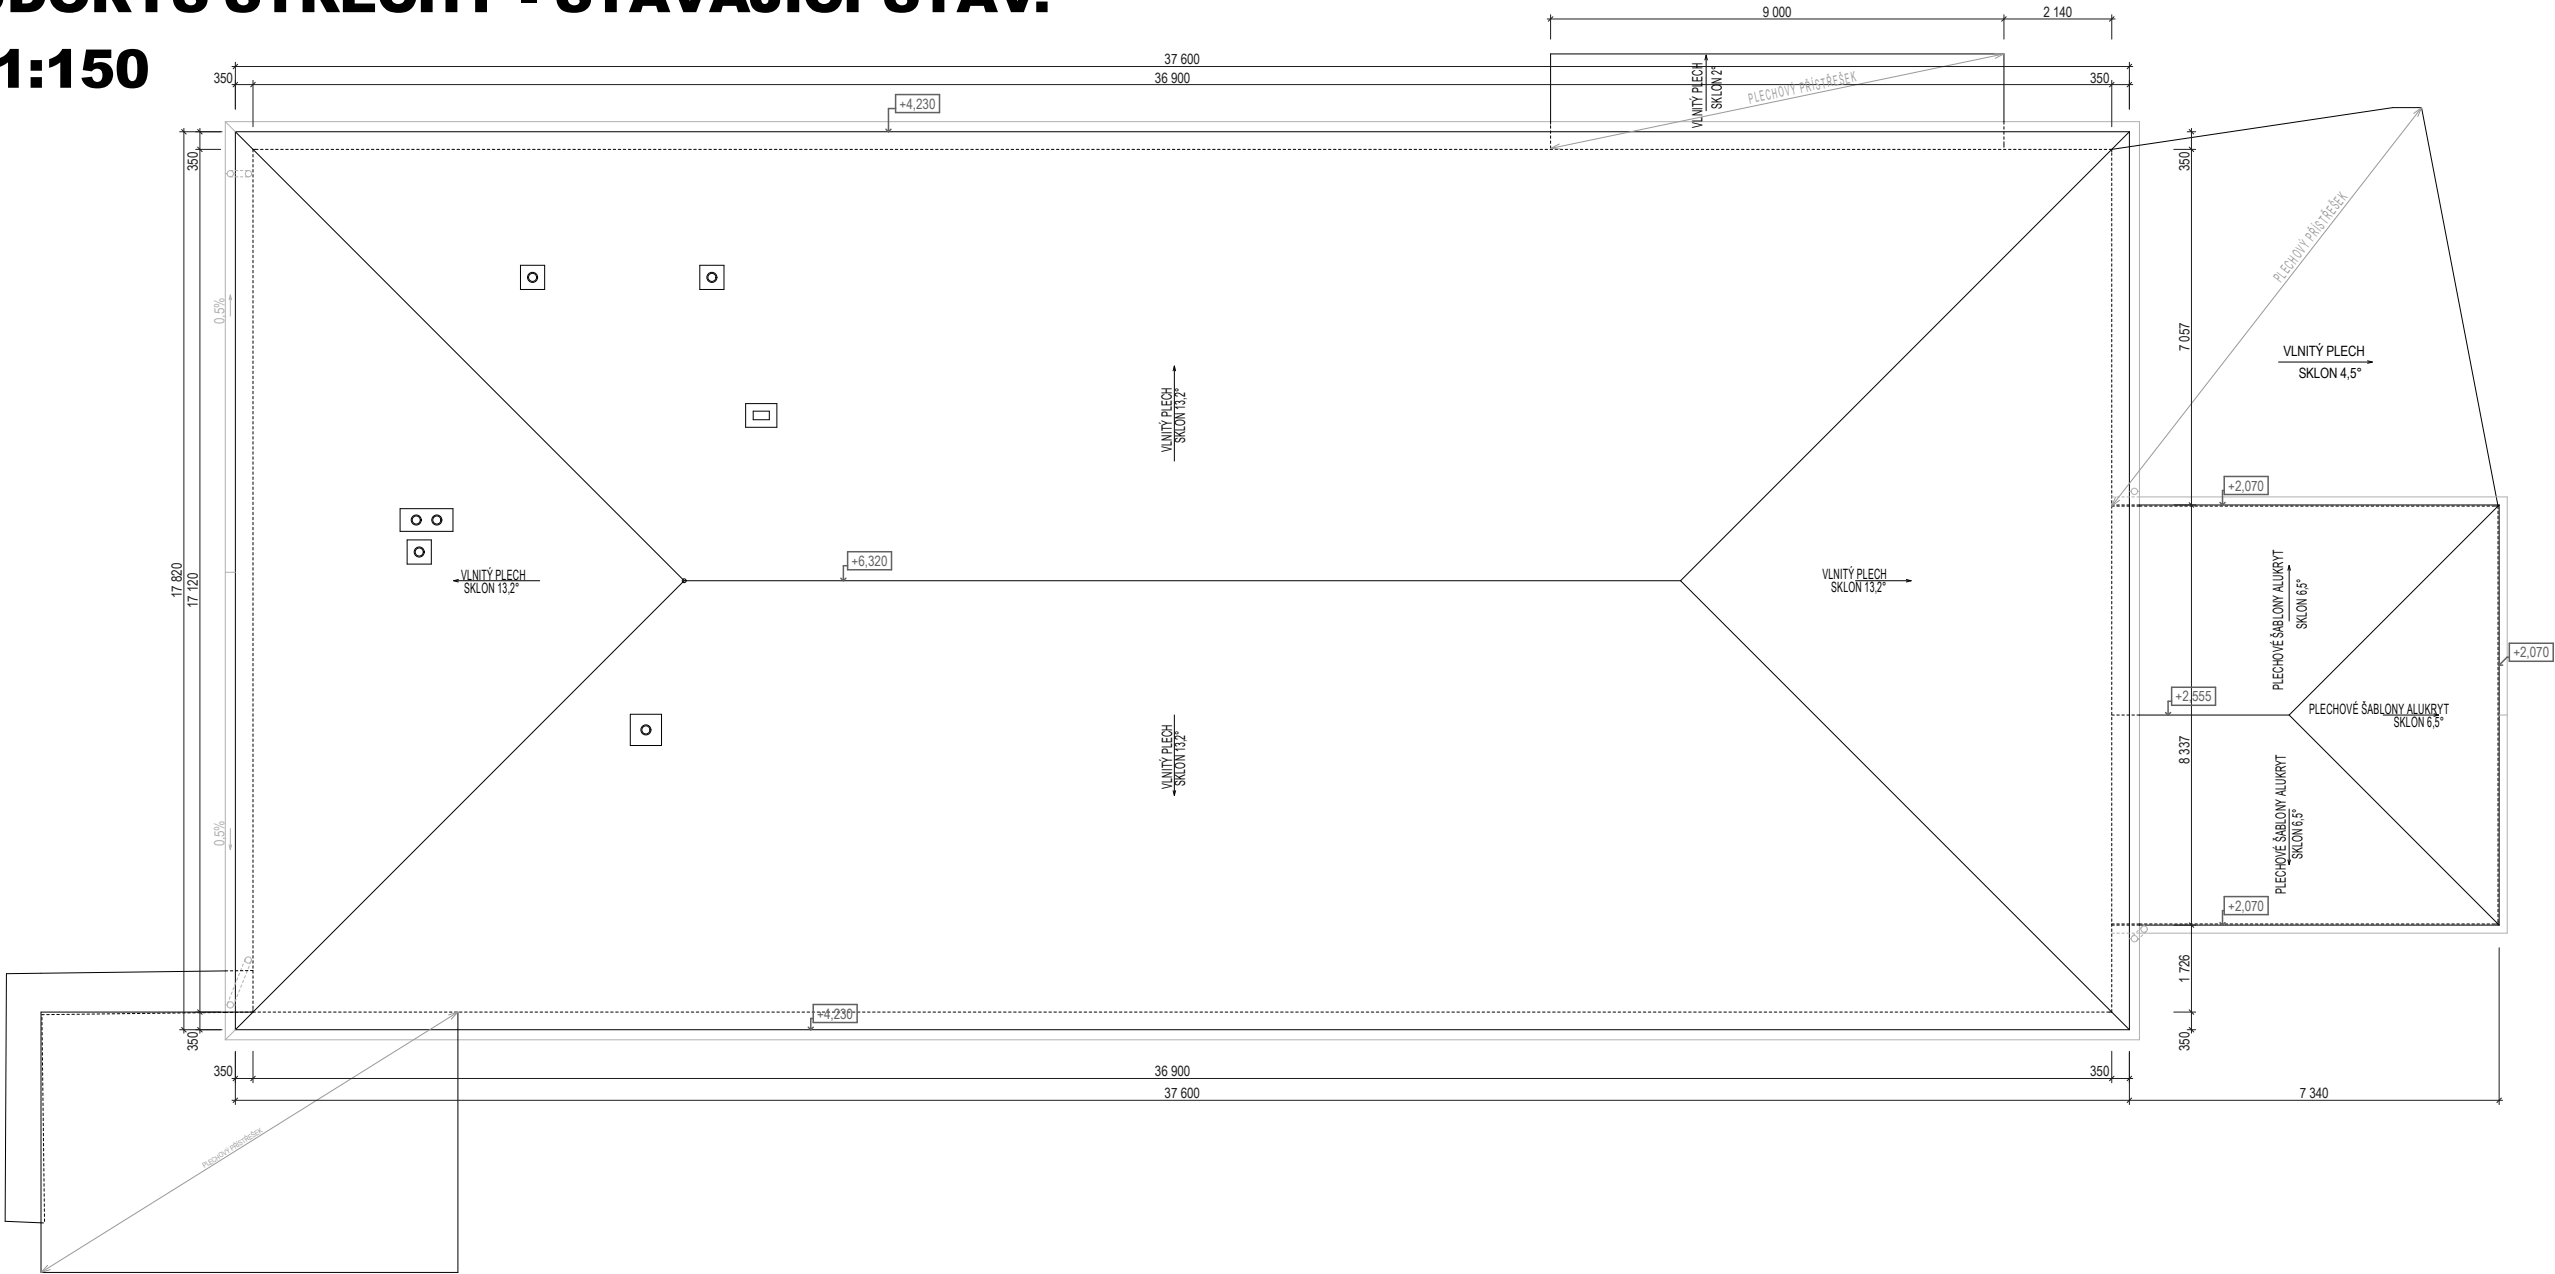 ŮDORYS STŘECHY - STÁVAJÍCÍ STAV.
1:150
9 000
2 140
37 600
350
36 900
350
+4,230
VLNITÝ PLECH
SKLON 2°
PLECHOVÝ PŘÍSTŘEŠEK
350
350
PLECHOVÝ PŘÍSTŘEŠEK
0,5%
7 057
VLNITÝ PLECH
SKLON 4,5°
VLNITÝ PLECH
SKLON 13,2°
+2,070
+6,320
17 820
17 120
VLNITÝ PLECH
SKLON 13,2°
VLNITÝ PLECH
SKLON 13,2°
PLECHOVÉ ŠABLONY ALUKRYT
SKLON 6,5°
+2,070
+2,555
PLECHOVÉ ŠABLONY ALUKRYT
SKLON 6,5°
VLNITÝ PLECH
SKLON 13,2°
8 337
0,5%
PLECHOVÉ ŠABLONY ALUKRYT
SKLON 6,5°
+2,070
1 726
+4,230
350
350
350
36 900
350
37 600
7 340
PLECHOVÝ PŘÍSTŘEŠEK